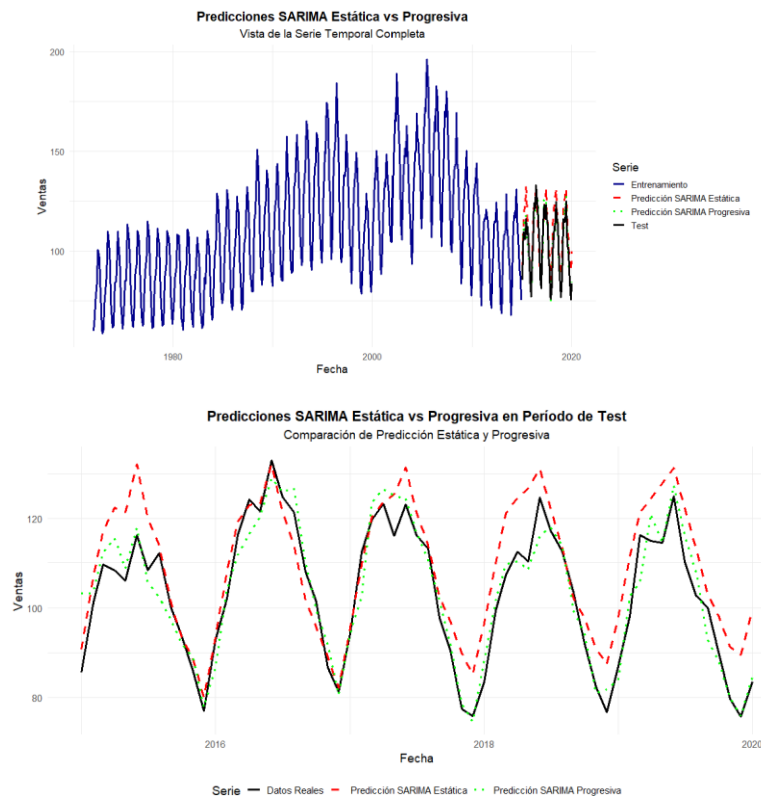 Predicciones SARIMA Estática vs Progresiva
Vista de la Serie Temporal Completa
200
150
100
Ventas
1980
2000
2020
Fecha
Serie
Entrenamiento
Predicción SARIMA Estática
Predicción SARIMA Progresiva
Test
Predicciones SARIMA Estática vs Progresiva en Período de Test
Comparación de Predicción Estática y Progresiva
120
100
80
Ventas
2016
2018
2020
Fecha
Serie Datos Reales Predicción SARIMA Estática Predicción SARIMA Progresiva